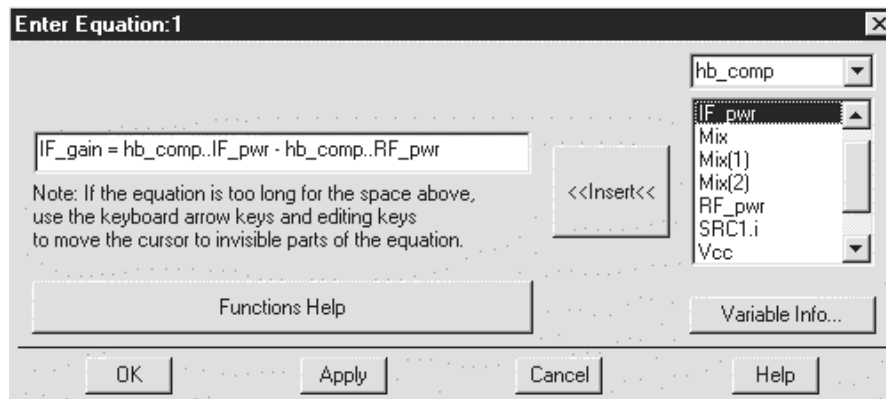 Enter Equation:1
hb_comp
IF_pwr
Mix
Mix(1)
Mix(2)
RF_pwr
SRC1.i
Vcc
IF_gain = hb_comp..IF_pwr - hb_comp..RF_pwr
<<Insert<<
Note: If the equation is too long for the space above,
use the keyboard arrow keys and editing keys
to move the cursor to invisible parts of the equation.
Functions Help
Variable Info...
OK
Apply
Cancel
Help